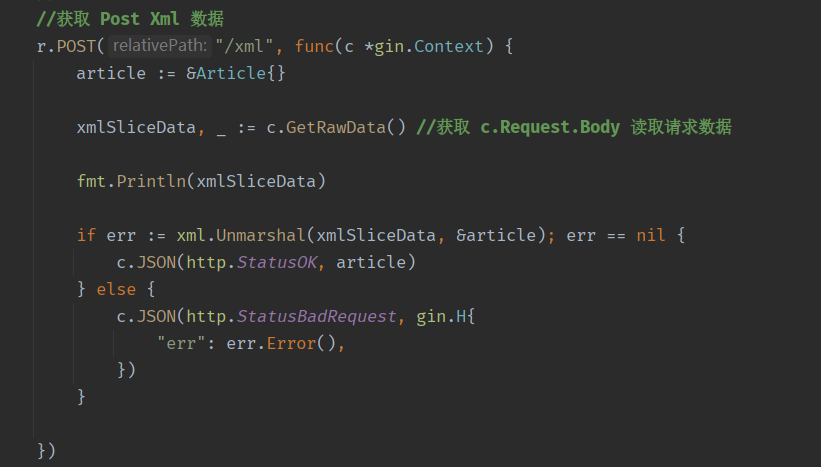 //获取 Post Xml 数据
r.POST( relativePath: "/xml", func(c *gin.Context) {
article := &Article{}
xmlSliceData, _ := c.GetRawData() //获取 c.Request.Body 读取请求数据
fmt.Println(xmlSliceData)
if err := xml.Unmarshal(xmlSliceData, &article); err == nil {
c.JSON(http.StatusOK, article)
} else {
c.JSON(http.StatusBadRequest, gin.H{
"err": err.Error(),
})
}
})